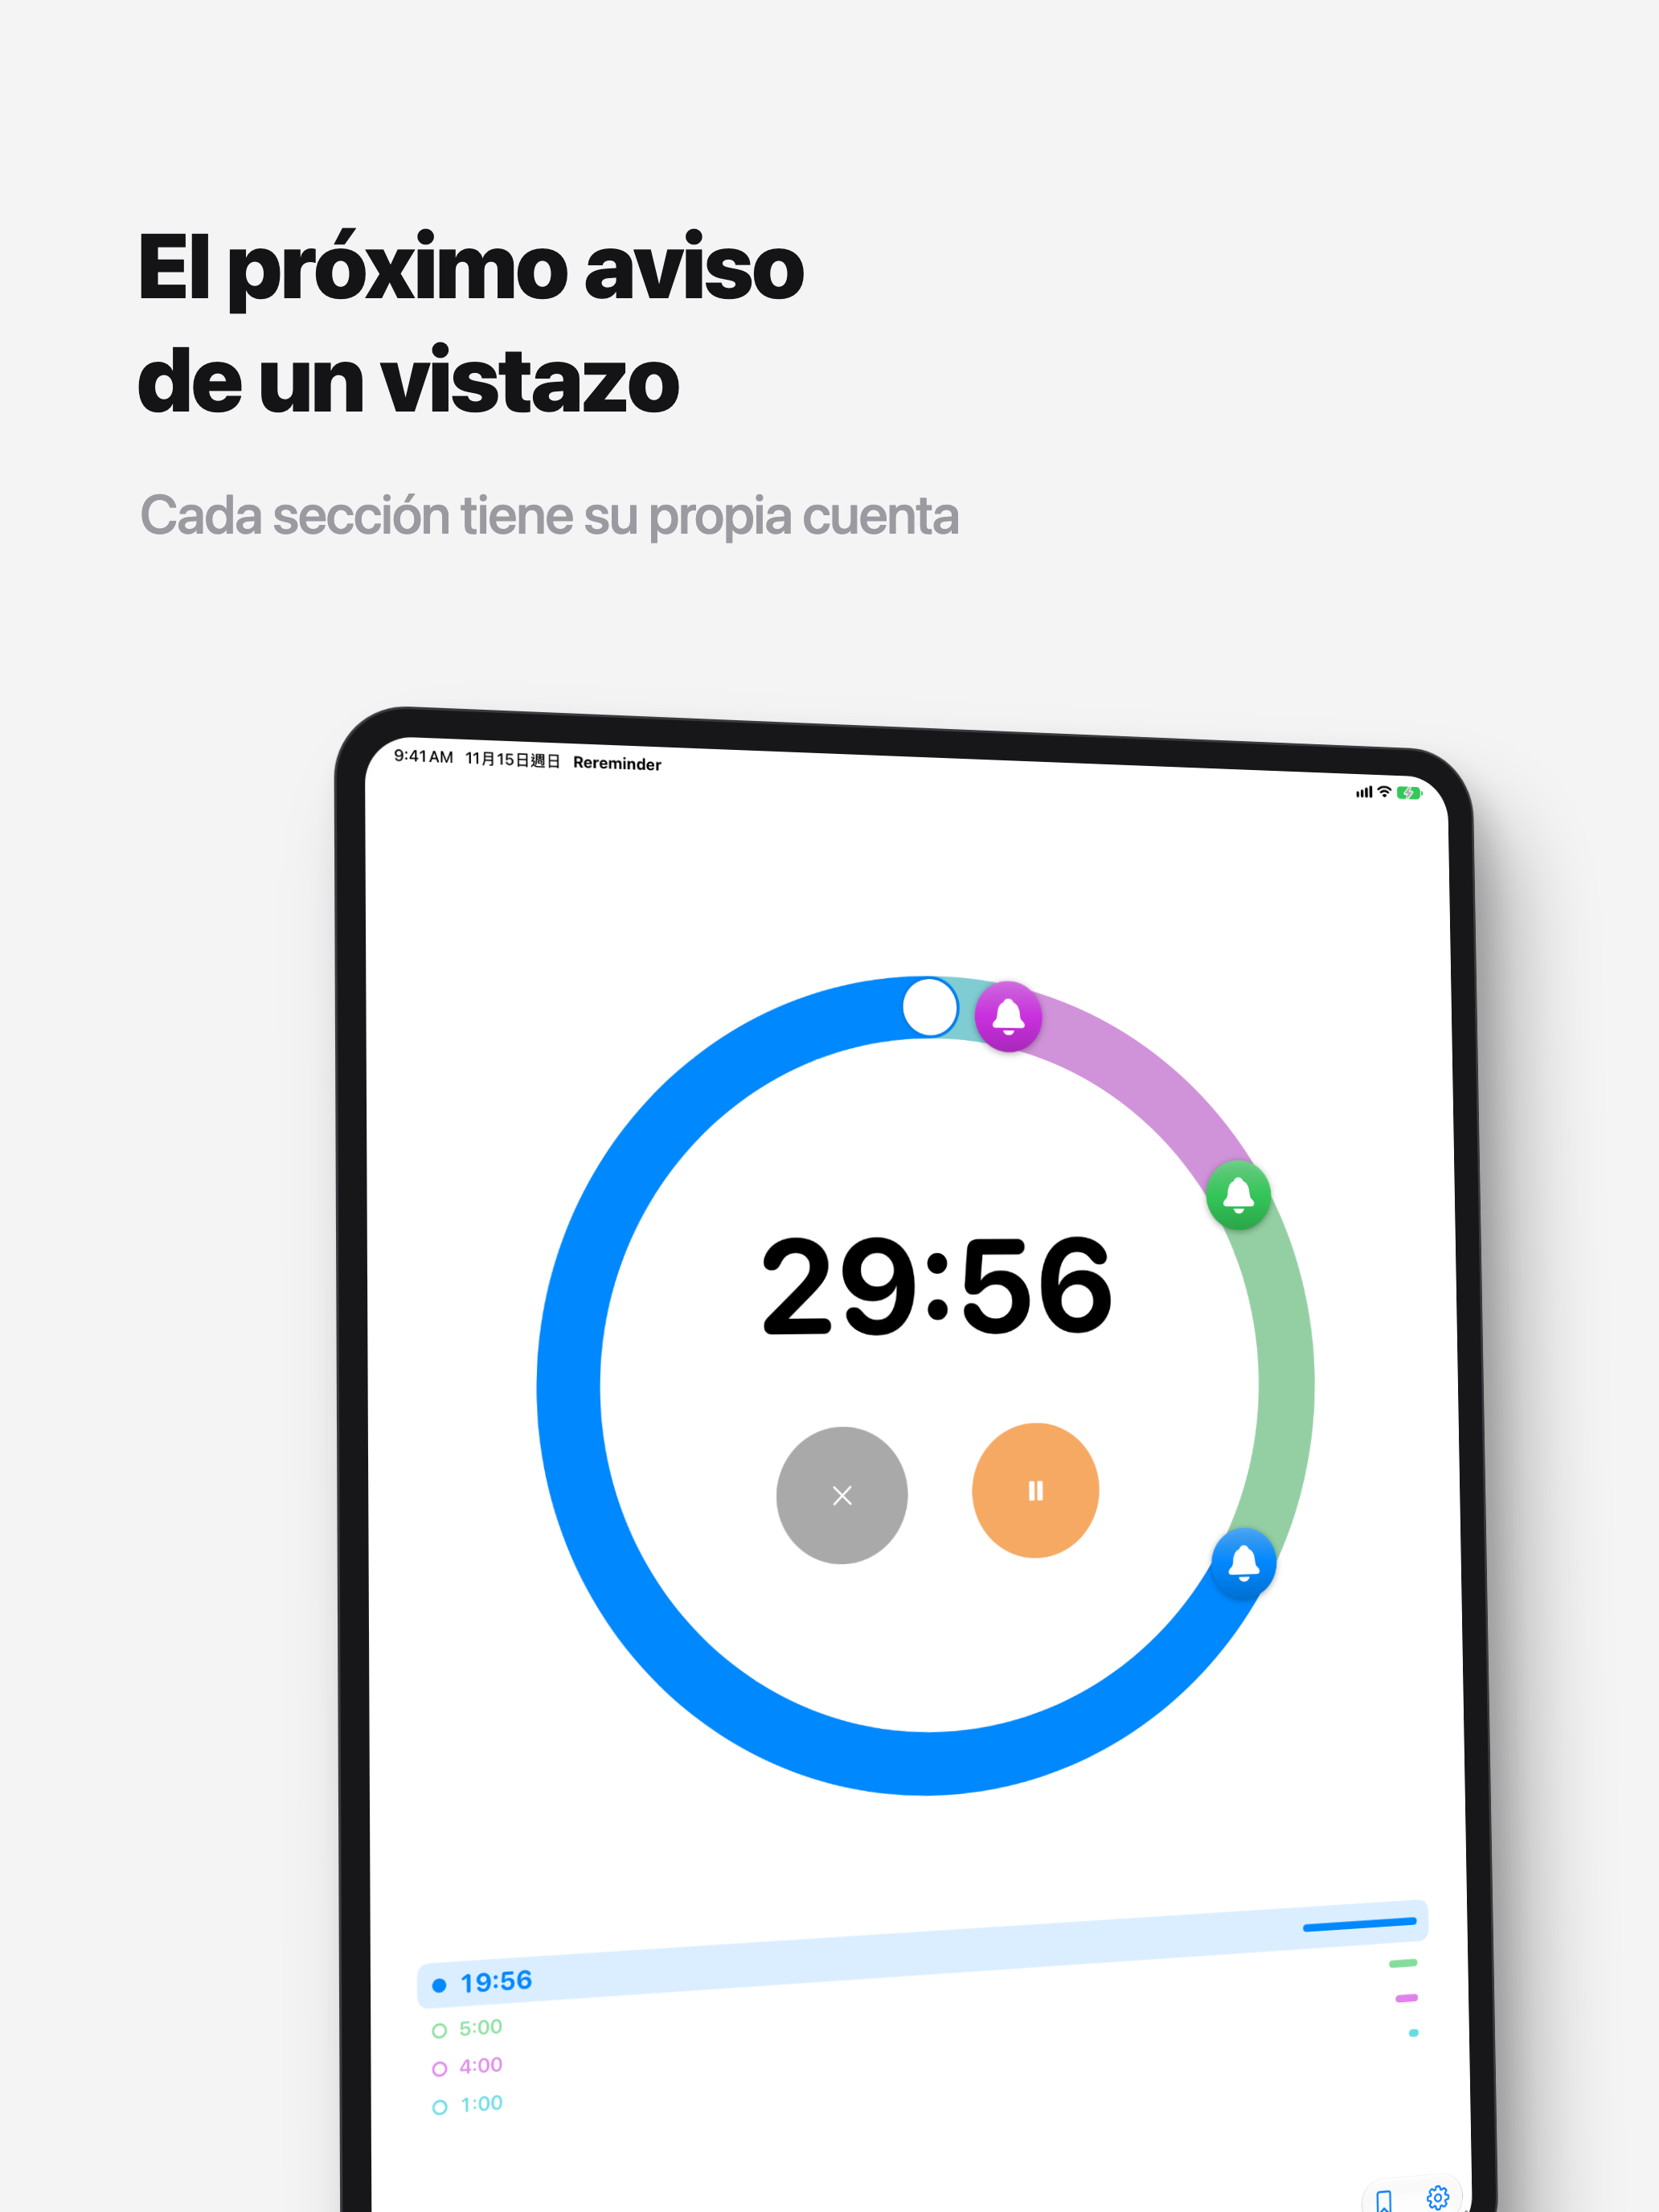 El próximo aviso
de un vistazo
Cada sección tiene su propia cuenta
9:41 AM 11月15日週日 Rereminder
29:56
19:56
5:00
4:00
1:00